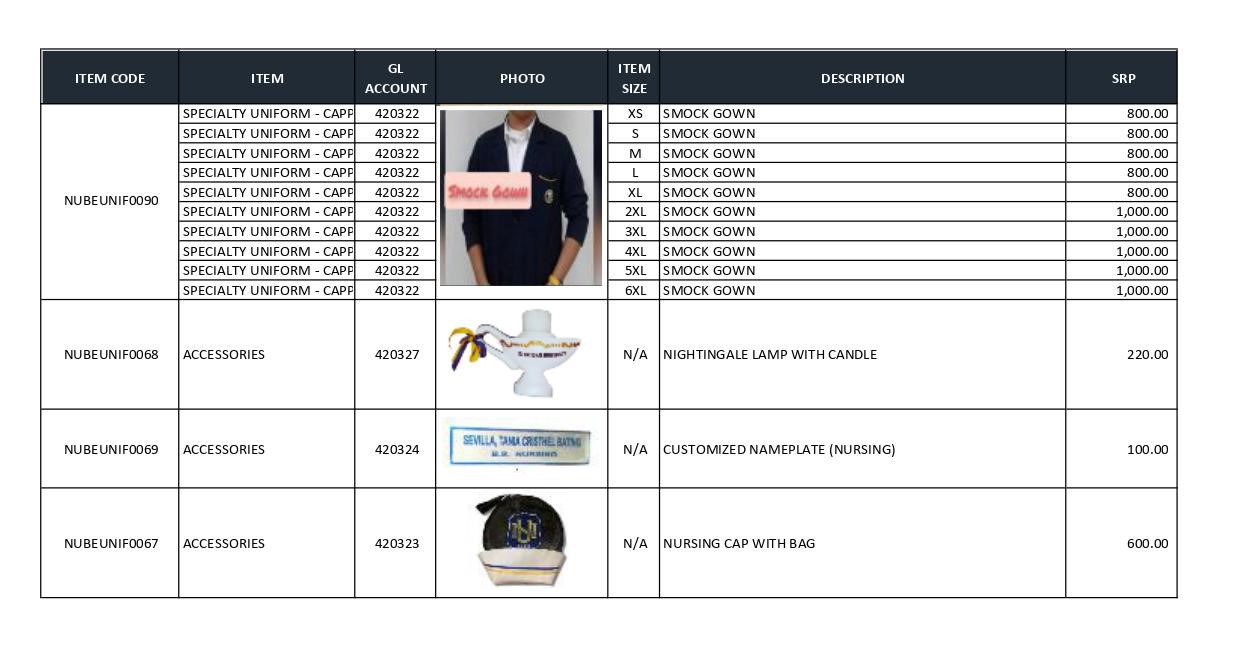 ITEM CODE ITEM GL ACCOUNT PHOTO ITEM SIZE DESCRIPTION SRP
NUBEUNIF0090
SPECIALTY UNIFORM - CAPP 420322 XS SMOCK GOWN 800.00
SPECIALTY UNIFORM - CAPP 420322 S SMOCK GOWN 800.00
SPECIALTY UNIFORM - CAPP 420322 M SMOCK GOWN 800.00
SPECIALTY UNIFORM - CAPP 420322 L SMOCK GOWN 800.00
SPECIALTY UNIFORM - CAPP 420322 XL SMOCK GOWN 800.00
SPECIALTY UNIFORM - CAPP 420322 2XL SMOCK GOWN 1,000.00
SPECIALTY UNIFORM - CAPP 420322 3XL SMOCK GOWN 1,000.00
SPECIALTY UNIFORM - CAPP 420322 4XL SMOCK GOWN 1,000.00
SPECIALTY UNIFORM - CAPP 420322 5XL SMOCK GOWN 1,000.00
SPECIALTY UNIFORM - CAPP 420322 6XL SMOCK GOWN 1,000.00
SMOCK GOWN
NUBEUNIF0068 ACCESSORIES 420327 N/A NIGHTINGALE LAMP WITH CANDLE 220.00
NUBEUNIF0069 ACCESSORIES 420324 N/A CUSTOMIZED NAMEPLATE (NURSING) 100.00
SEVILLA, TANIA CRISTHEL BATINO
B.S. NURSING
NUBEUNIF0067 ACCESSORIES 420323 N/A NURSING CAP WITH BAG 600.00